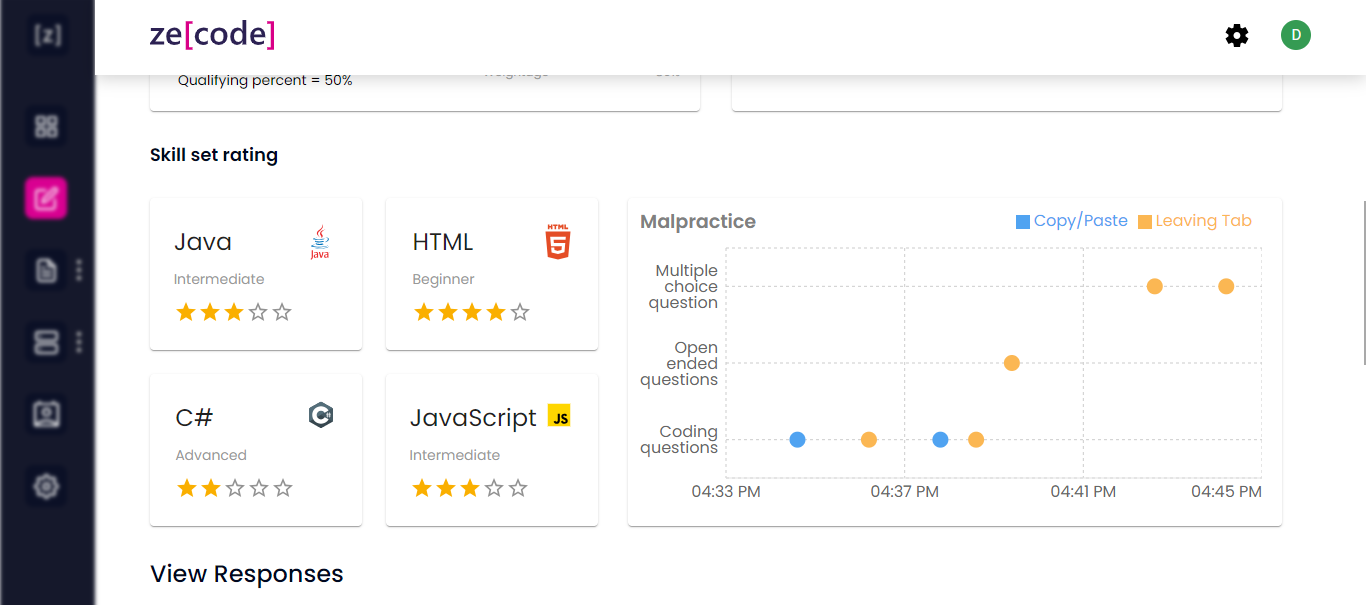 [z]
ze[code]
D
Qualifying percent = 50%
Skill set rating
Java
Java
Intermediate
HTML
HTML
5
Beginner
Malpractice
Copy/Paste
Leaving Tab
Multiple
choice
question
Open
ended
questions
Coding
questions
04:33 PM
04:37 PM
04:41 PM
04:45 PM
C#
C#
Advanced
JavaScript
JS
Intermediate
View Responses